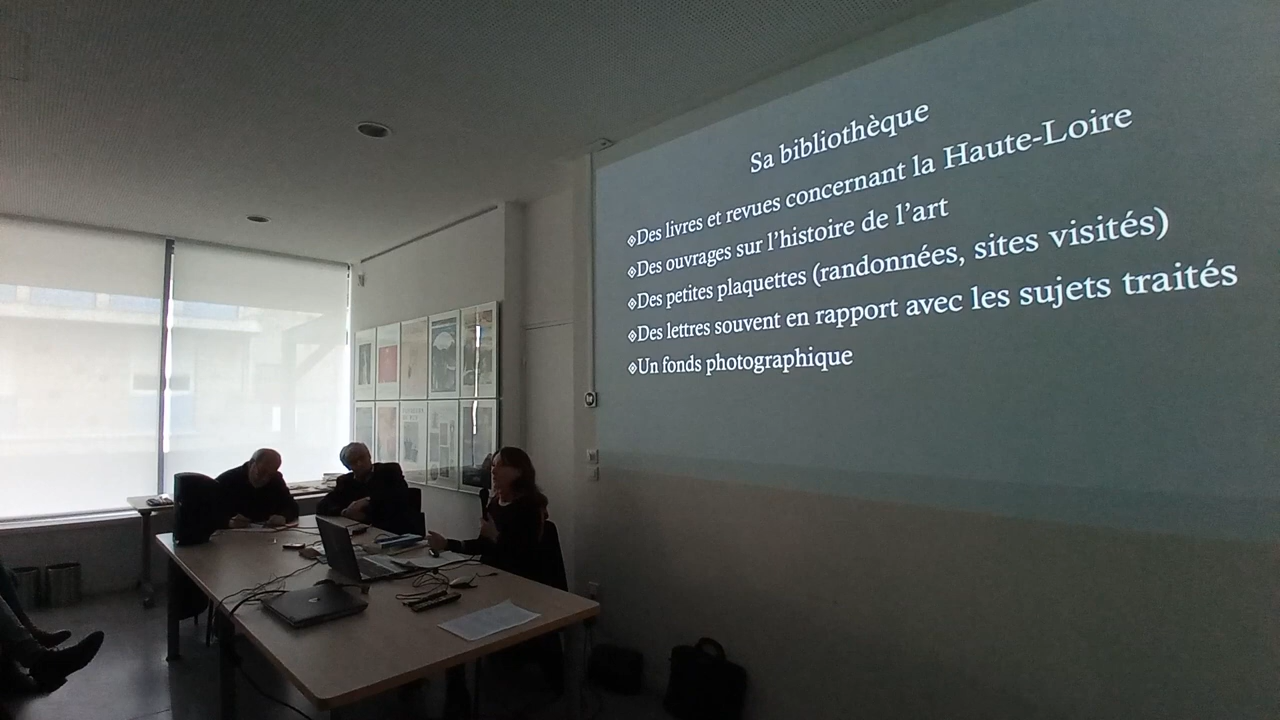 Sa bibliothèque
◈Des livres et revues concernant la Haute-Loire
◈Des ouvrages sur l’histoire de l’art
◈Des petites plaquettes (randonnées, sites visités)
◈Des lettres souvent en rapport avec les sujets traités
◈Un fonds photographique